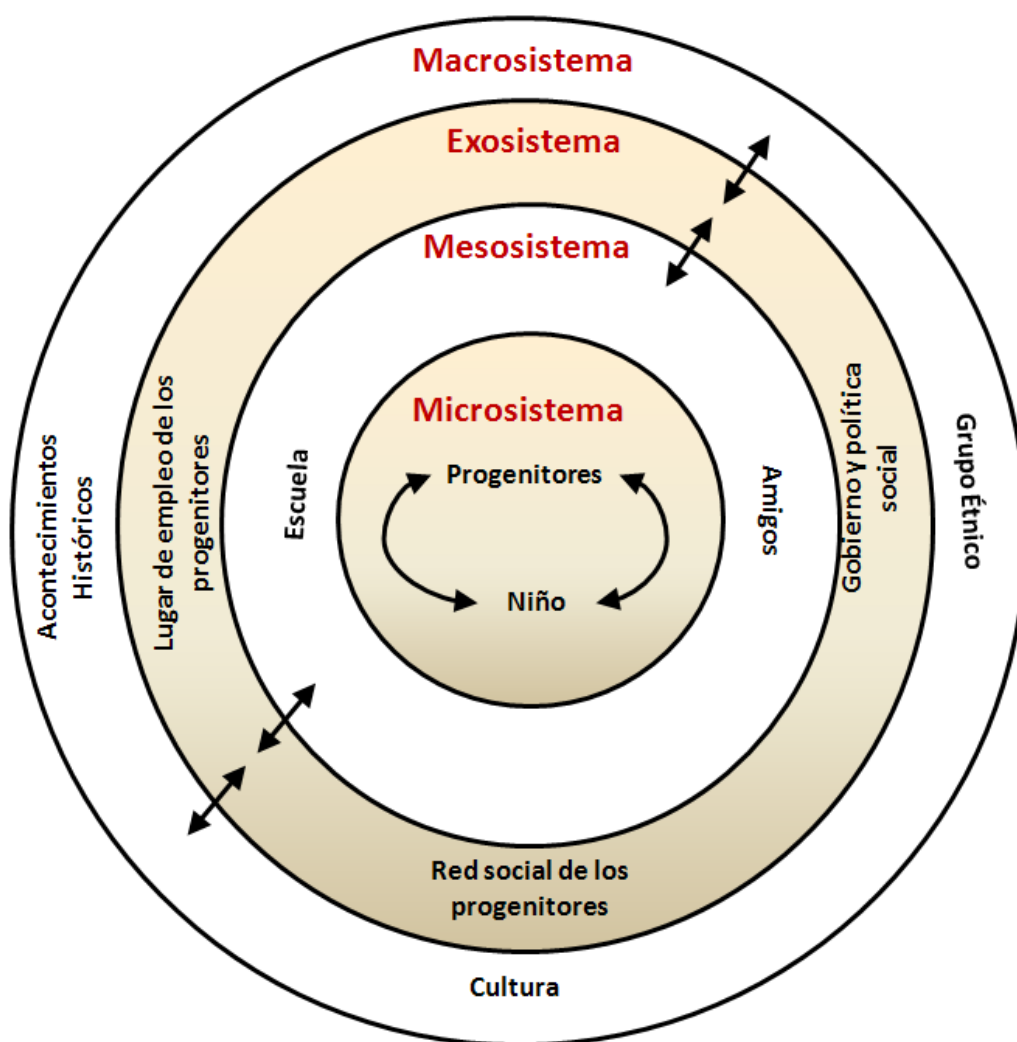 Macrosistema
Exosistema
Mesosistema
Microsistema
Progenitores
Niño
Escuela
Amigos
Lugar de empleo de los
progenitores
Gobierno y política
social
Acontecimientos
Históricos
Grupo Étnico
Red social de los
progenitores
Cultura